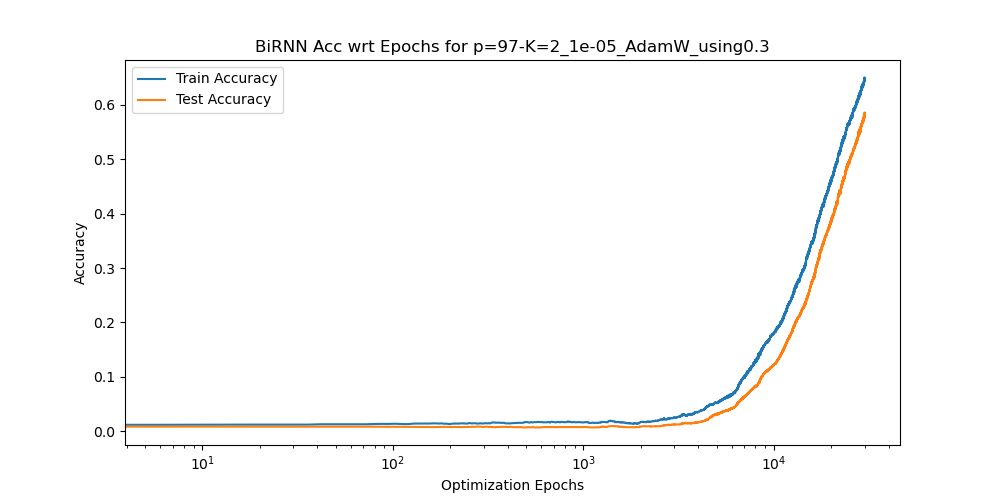 BiRNN Acc wrt Epochs for p=97-K=2_1e-05_AdamW_using0.3
Train Accuracy
Test Accuracy
Accuracy
0.6
0.5
0.4
0.3
0.2
0.1
0.0
10¹ 10² 10³ 10⁴
Optimization Epochs